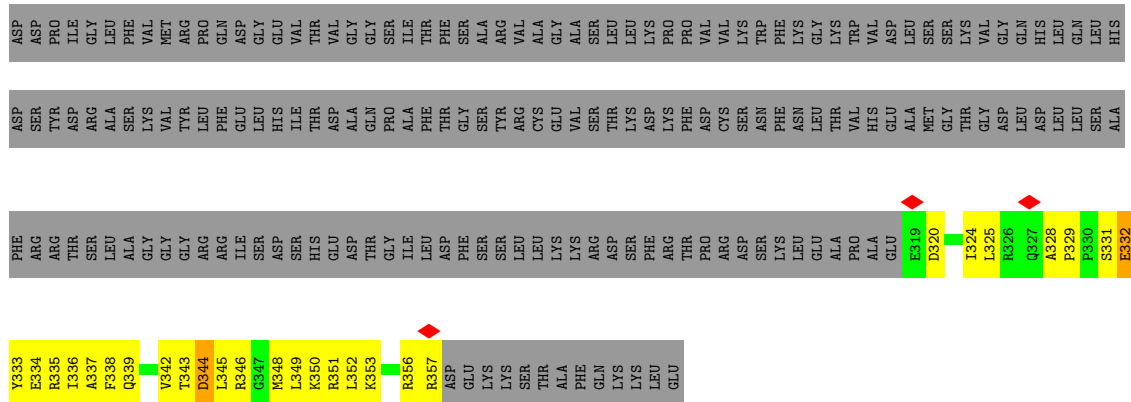 ASP ASP PRO ILE GLY LEU PHE VAL MET ARG PRO GLN ASP GLY GLU VAL THR VAL GLY GLY SER ILE THR PHE SER ALA ARG VAL ALA GLY ALA SER LEU LEU LYS PRO PRO VAL VAL LYS TRP PHE LYS GLY LYS TRP VAL ASP LEU SER SER LYS VAL GLY GLN HIS LEU GLN LEU HIS
ASP SER TYR ASP ARG ALA SER LYS VAL TYR LEU PHE GLU LEU HIS ILE THR ASP ALA GLN PRO ALA PHE THR GLY SER TYR ARG CYS GLU VAL SER THR LYS ASP LYS PHE ASP CYS SER ASN PHE ASN LEU THR VAL HIS GLU ALA MET GLY THR GLY ASP LEU ASP LEU LEU SER ALA
PHE ARG ARG THR SER LEU ALA GLY GLY GLY ARG ARG ILE SER ASP SER HIS GLU ASP THR GLY ILE LEU ASP PHE SER SER LEU LEU LYS LYS ARG ASP SER PHE ARG THR PRO ARG ASP SER LYS LEU GLU ALA PRO ALA GLU E319 D320 I324 L325 R326 Q327 A328 P329 P330 S331 E332
Y333 E334 R335 I336 A337 F338 Q339 V342 T343 D344 L345 R346 G347 M348 L349 K350 R351 L352 K353 R356 R357 ASP GLU LYS LYS SER THR ALA PHE GLN LYS LYS LEU GLU